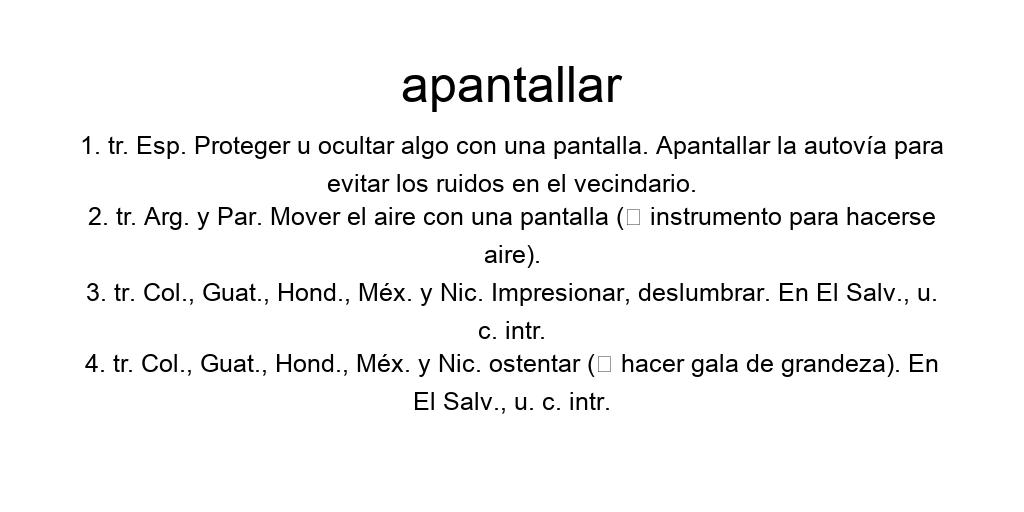 apantallar
1. tr. Esp. Proteger u ocultar algo con una pantalla. Apantallar la autovía para
evitar los ruidos en el vecindario.
2. tr. Arg. y Par. Mover el aire con una pantalla (□ instrumento para hacerse
aire).
3. tr. Col., Guat., Hond., Méx. y Nic. Impresionar, deslumbrar. En El Salv., u.
c. intr.
4. tr. Col., Guat., Hond., Méx. y Nic. ostentar (□ hacer gala de grandeza). En
El Salv., u. c. intr.